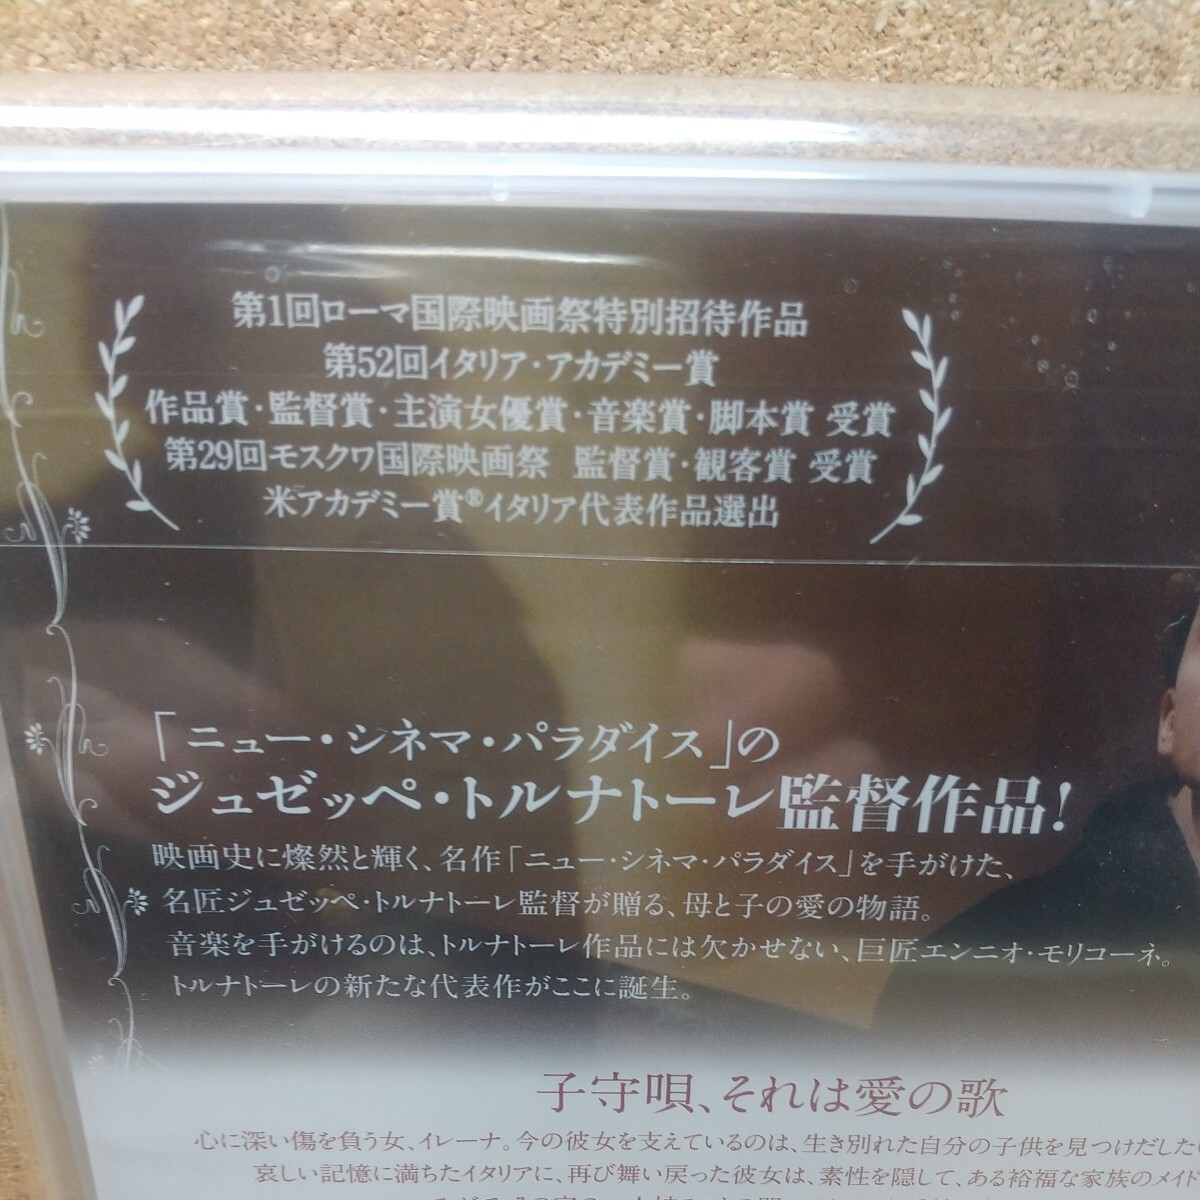 第1回ローマ国際映画祭特別招待作品
第52回イタリア・アカデミー賞
作品賞・監督賞・主演女優賞・音楽賞・脚本賞 受賞
第29回モスクワ国際映画祭 監督賞・観客賞 受賞
米アカデミー賞®イタリア代表作品選出
「ニュー・シネマ・パラダイス」の
ジュゼッペ・トルナトーレ監督作品!
映画史に燦然と輝く、名作「ニュー・シネマ・パラダイス」を手がけた、
名匠ジュゼッペ・トルナトーレ監督が贈る、母と子の愛の物語。
音楽を手がけるのは、トルナトーレ作品には欠かせない、巨匠エンニオ・モリコーネ。
トルナトーレの新たな代表作がここに誕生。
子守唄、それは愛の歌
心に深い傷を負う女、イレーナ。今の彼女を支えているのは、生き別れた自分の子供を見つけだした
哀しい記憶に満ちたイタリアに、再び舞い戻った彼女は、素性を隠して、ある裕福な家族のメイド